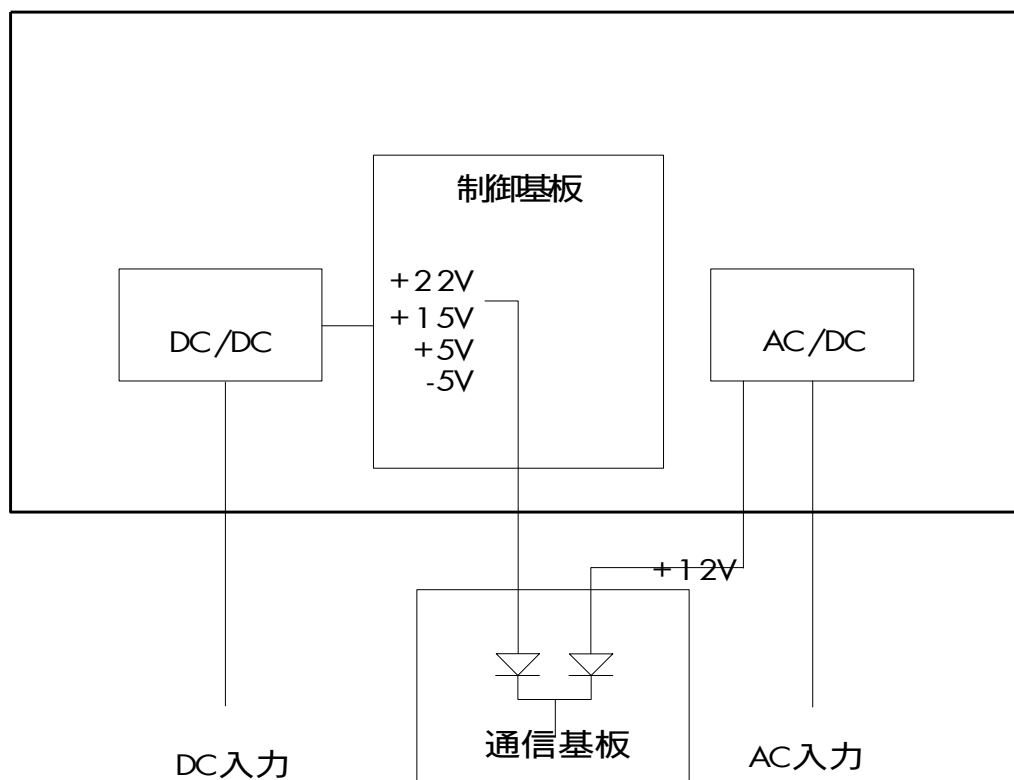 制御基板
+22V
+15V
+5V
-5V
DC/DC
AC/DC
+12V
通信基板
DC入力
AC入力